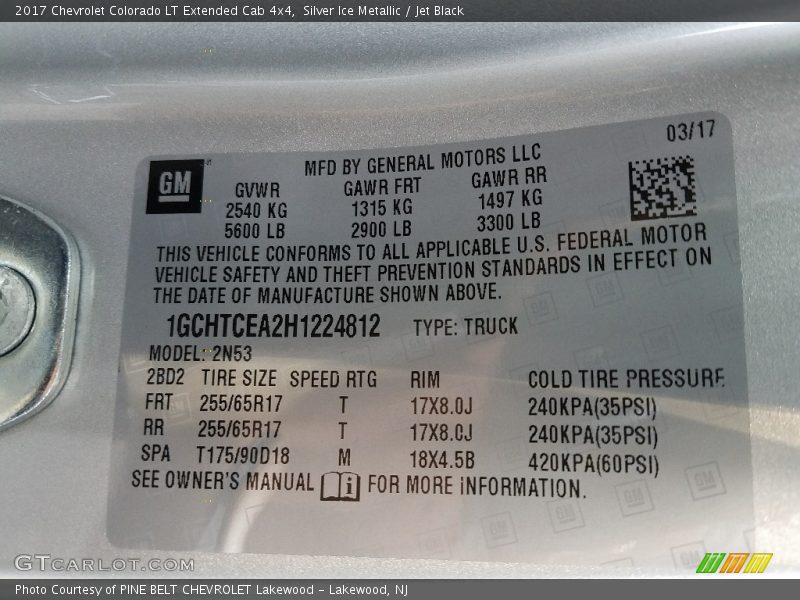 2017 Chevrolet Colorado LT Extended Cab 4x4, Silver Ice Metallic / Jet Black
03/17
GM
MFD BY GENERAL MOTORS LLC
GVWR GAWR FRT GAWR RR
2540 KG 1315 KG 1497 KG
5600 LB 2900 LB 3300 LB
THIS VEHICLE CONFORMS TO ALL APPLICABLE U.S. FEDERAL MOTOR
VEHICLE SAFETY AND THEFT PREVENTION STANDARDS IN EFFECT ON
THE DATE OF MANUFACTURE SHOWN ABOVE.
1GCHTCEA2H1224812 TYPE: TRUCK
MODEL: 2N53
2BD2 TIRE SIZE SPEED RTG RIM COLD TIRE PRESSURE
FRT 255/65R17 T 17X8.0J 240KPA(35PSI)
RR 255/65R17 T 17X8.0J 240KPA(35PSI)
SPA T175/90D18 M 18X4.5B 420KPA(60PSI)
SEE OWNER'S MANUAL i FOR MORE INFORMATION.
GTCARLOT.COM
Photo Courtesy of PINE BELT CHEVROLET Lakewood - Lakewood, NJ